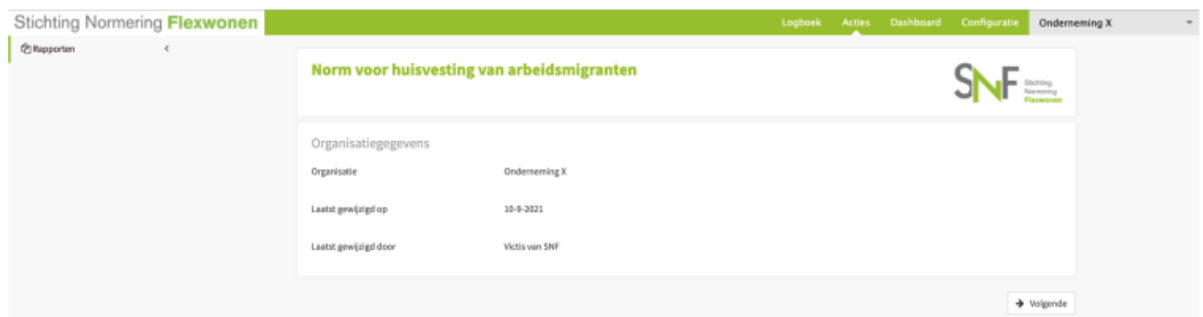 Stichting Normering Flexwonen
Logboek Acties Dashboard Configuratie Onderneming X
Rapporten
Norm voor huisvesting van arbeidsmigranten
SNF Stichting
Normering
Flexwonen
Organisatiegegevens
Organisatie Onderneming X
Laatst gewijzigd op 10-9-2021
Laatst gewijzigd door Victis van SNF
Volgende